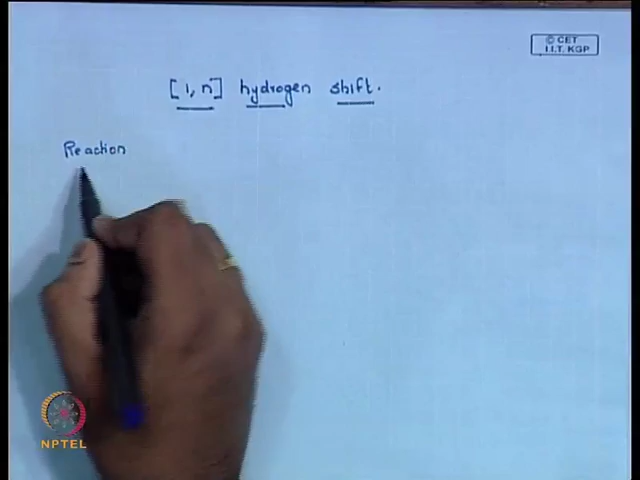 © CET
I.I.T. KGP
[1, n] hydrogen shift.
Reaction
NPTEL